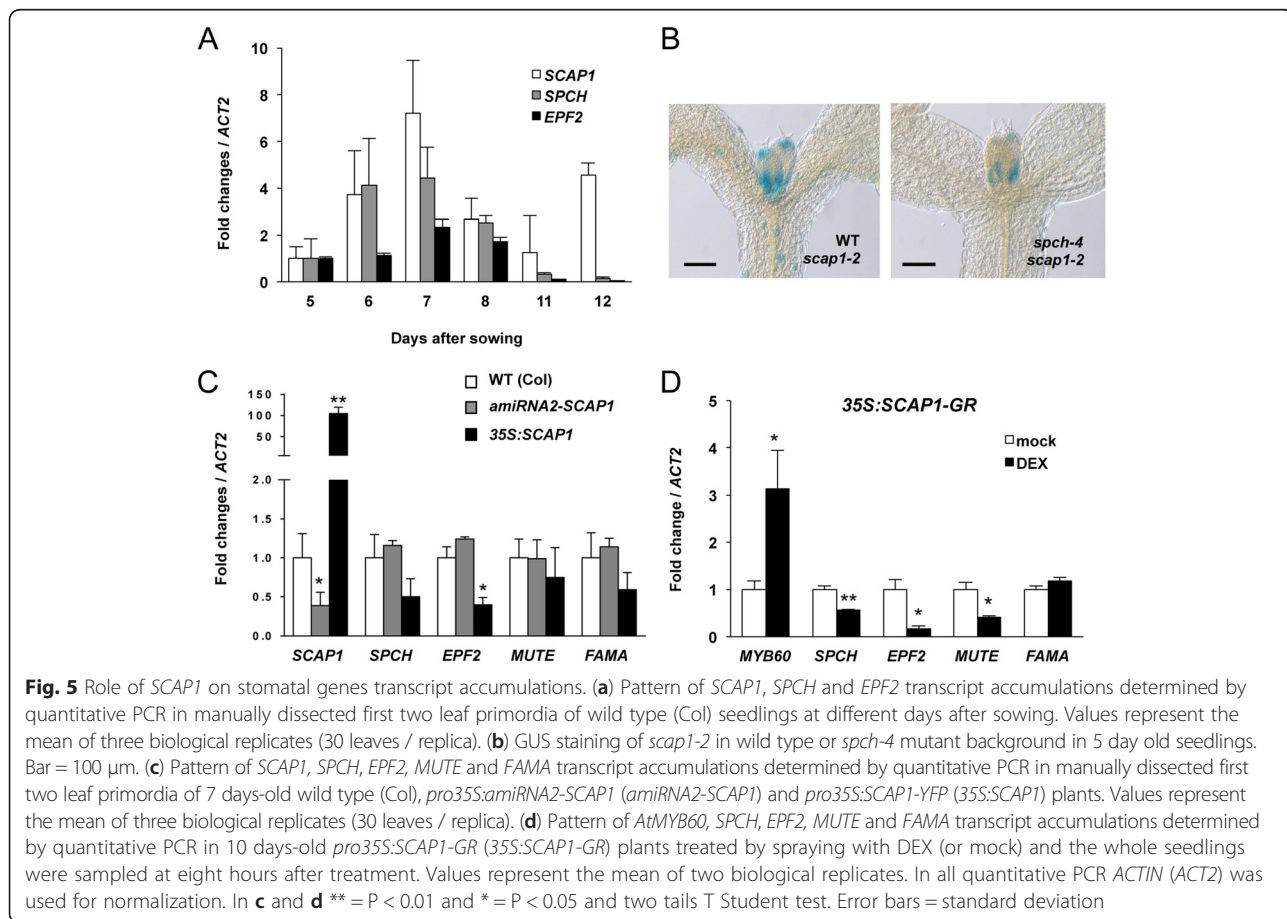 A
10
8
6
4
2
0
Fold changes / ACT2
SCAP1
SPCH
EPF2
5 6 7 8 11 12
Days after sowing
B
WT
scap1-2
spch-4
scap1-2
C
150
100
50
2.0
1.5
1.0
0.5
0.0
Fold changes / ACT2
WT (Col)
amiRNA2-SCAP1
35S:SCAP1
**
*
*
SCAP1 SPCH EPF2 MUTE FAMA
D
35S:SCAP1-GR
5
4
3
2
1
0
Fold change / ACT2
mock
DEX
*
**
*
*
MYB60 SPCH EPF2 MUTE FAMA
Fig. 5 Role of SCAP1 on stomatal genes transcript accumulations. (a) Pattern of SCAP1, SPCH and EPF2 transcript accumulations determined by
quantitative PCR in manually dissected first two leaf primordia of wild type (Col) seedlings at different days after sowing. Values represent the
mean of three biological replicates (30 leaves / replica). (b) GUS staining of scap1-2 in wild type or spch-4 mutant background in 5 day old seedlings.
Bar = 100 μm. (c) Pattern of SCAP1, SPCH, EPF2, MUTE and FAMA transcript accumulations determined by quantitative PCR in manually dissected first
two leaf primordia of 7 days-old wild type (Col), pro35S:amiRNA2-SCAP1 (amiRNA2-SCAP1) and pro35S:SCAP1-YFP (35S:SCAP1) plants. Values represent
the mean of three biological replicates (30 leaves / replica). (d) Pattern of AtMYB60, SPCH, EPF2, MUTE and FAMA transcript accumulations determined
by quantitative PCR in 10 days-old pro35S:SCAP1-GR (35S:SCAP1-GR) plants treated by spraying with DEX (or mock) and the whole seedlings
were sampled at eight hours after treatment. Values represent the mean of two biological replicates. In all quantitative PCR ACTIN (ACT2) was
used for normalization. In c and d ** = P < 0.01 and * = P < 0.05 and two tails T Student test. Error bars = standard deviation